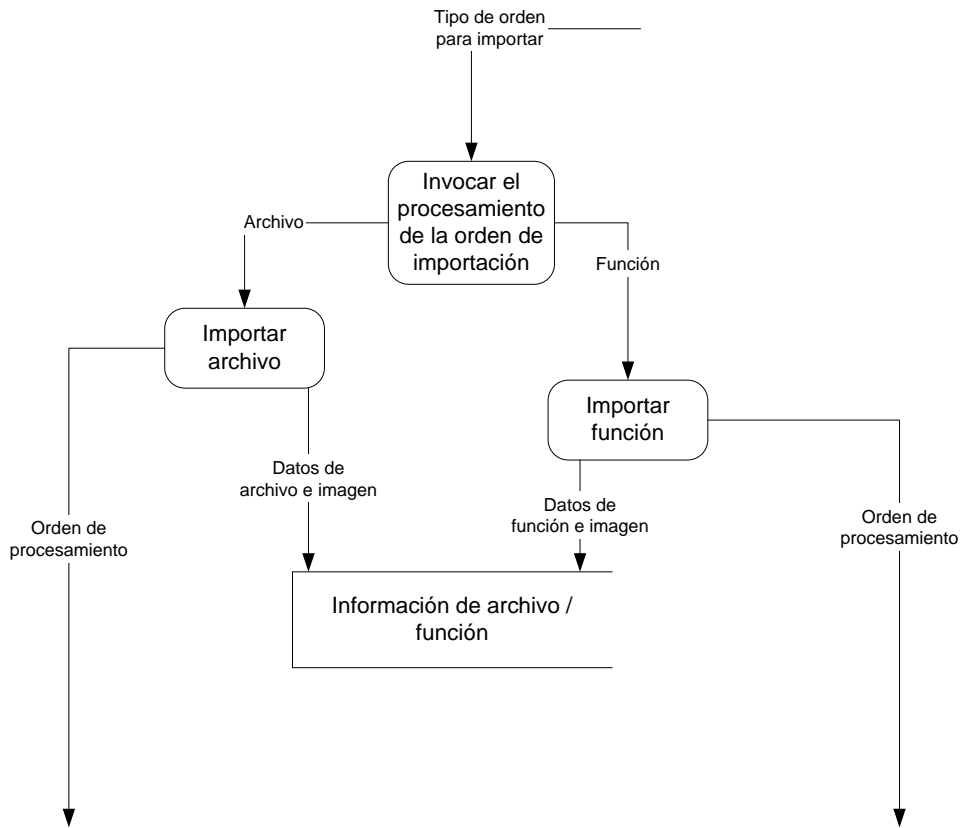 Tipo de orden
para importar
Invocar el
procesamiento
de la orden de
importación
Archivo
Función
Importar
archivo
Importar
función
Datos de
archivo e imagen
Datos de
función e imagen
Orden de
procesamiento
Orden de
procesamiento
Información de archivo /
función